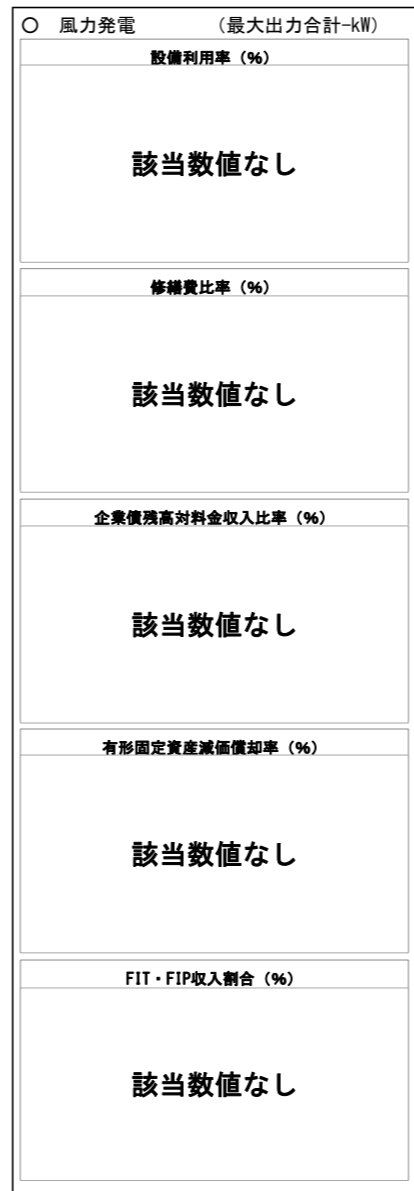 ○ 風力発電 (最大出力合計-kW)
設備利用率（%）
該当数値なし
修繕費比率（%）
該当数値なし
企業債残高対料金収入比率（%）
該当数値なし
有形固定資産減価償却率（%）
該当数値なし
FIT・FIP収入割合（%）
該当数値なし